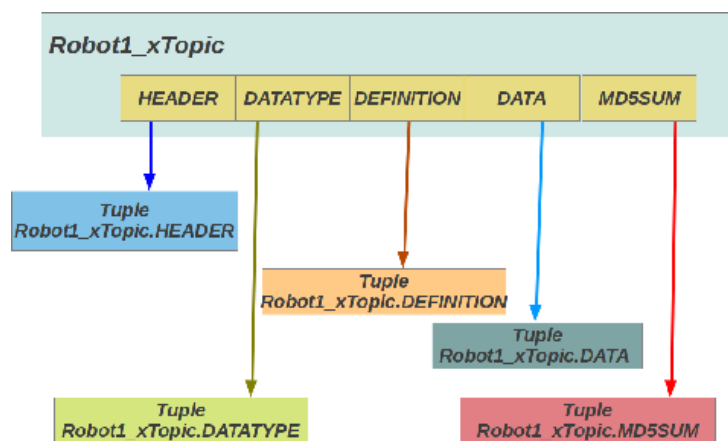 Robot1_xTopic
HEADER DATATYPE DEFINITION DATA MD5SUM
Tuple
Robot1_xTopic.HEADER
Tuple
Robot1_xTopic.DEFINITION
Tuple
Robot1_xTopic.DATA
Tuple
Robot1_xTopic.DATATYPE
Tuple
Robot1_xTopic.MD5SUM